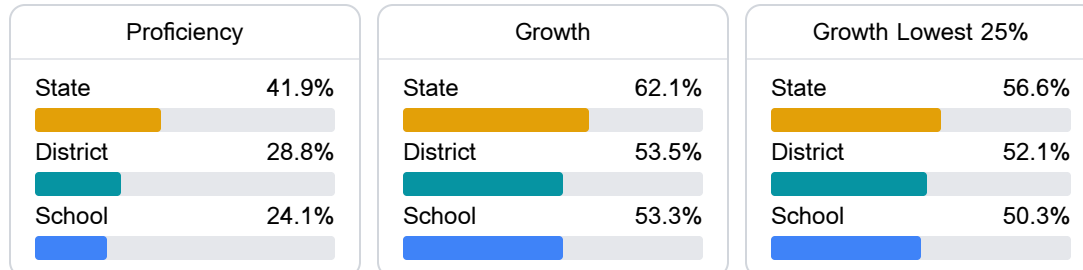 Proficiency
State 41.9%
District 28.8%
School 24.1%
Growth
State 62.1%
District 53.5%
School 53.3%
Growth Lowest 25%
State 56.6%
District 52.1%
School 50.3%